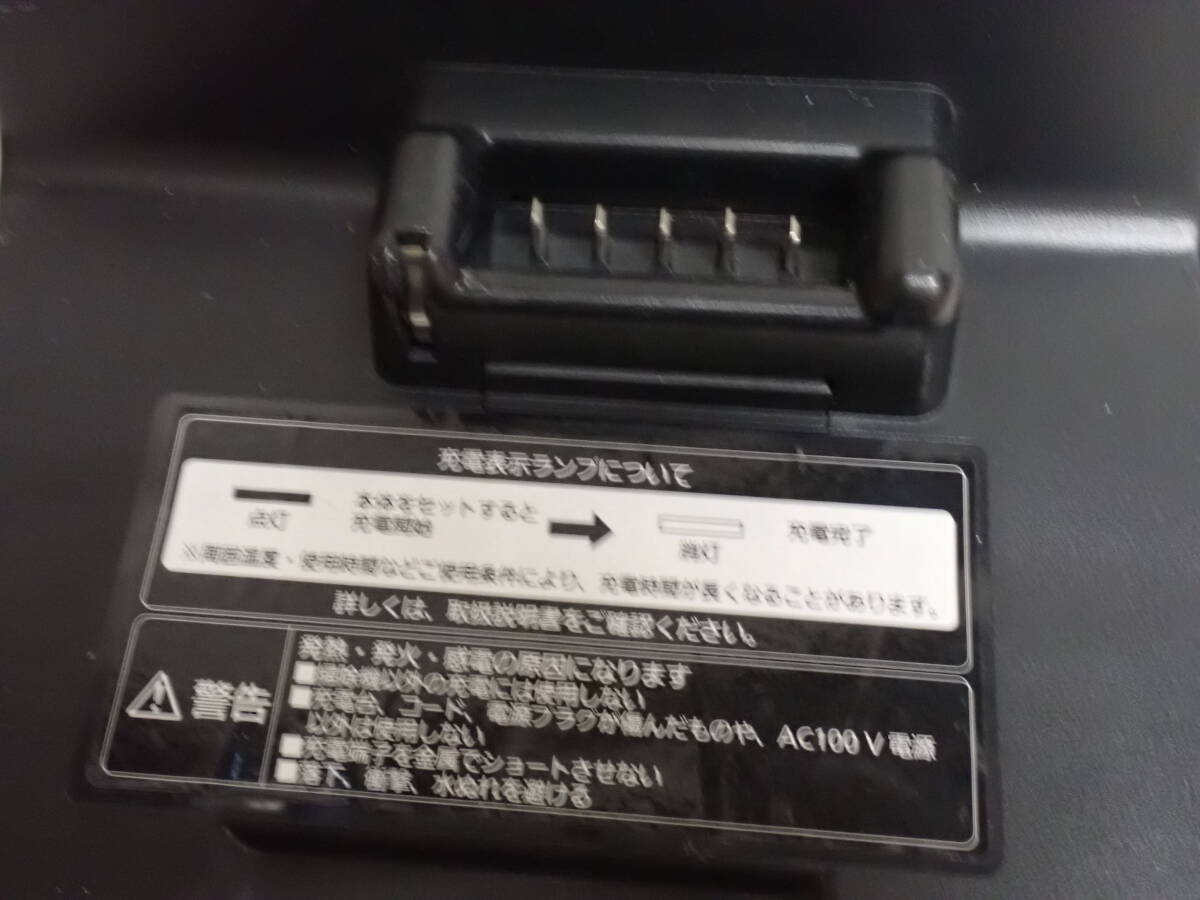 充電表示ランプについて
点灯
本体をセットすると
充電開始
消灯
充電完了
※周囲温度・使用時間などご使用条件により、充電時間が長くなることがあります。
詳しくは、取扱説明書をご確認ください。
警告
発熱・発火・感電の原因になります
■掃除機以外の充電には使用しない
■充電台、コード、電源プラグが傷んだものや、AC100 V 電源
以外は使用しない
■充電端子を金属でショートさせない
■落下、衝撃、水ぬれを避ける